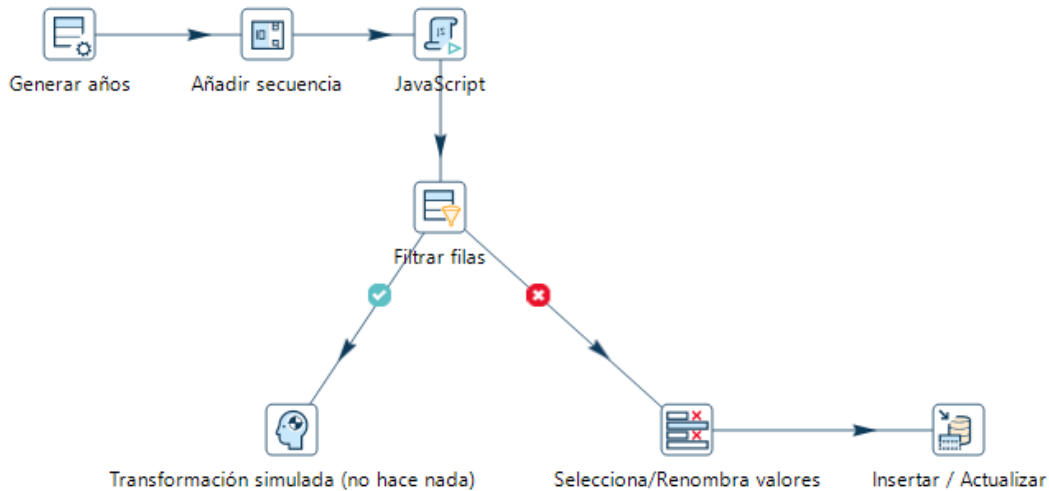 Generar años
Añadir secuencia
JavaScript
Filtrar filas
Transformación simulada (no hace nada)
Selecciona/Renombra valores
Insertar / Actualizar